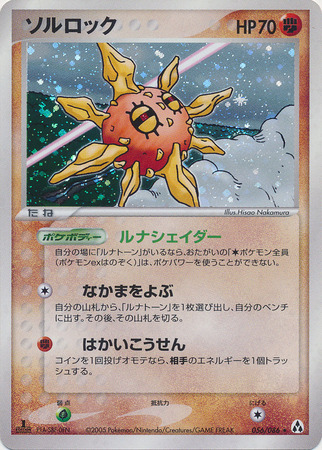 ソルロック
HP70
たね
Illus.Hisao Nakamura
ポケボディー ルナシェイダー
自分の場に「ルナトーン」がいるなら、おたがいの「★ポケモン全員
(ポケモンexはのぞく)」は、ポケパワーを使うことができない。
なかまをよぶ
自分の山札から、「ルナトーン」を1枚選び出し、自分のベンチ
に出す。その後、その山札を切る。
はかいこうせん
コインを1回投げオモテなら、相手のエネルギーを1個トラッ
シュする。
弱点 抵抗力 にげる
©2005 Pokémon/Nintendo/Creatures/GAME FREAK
056/086 ★